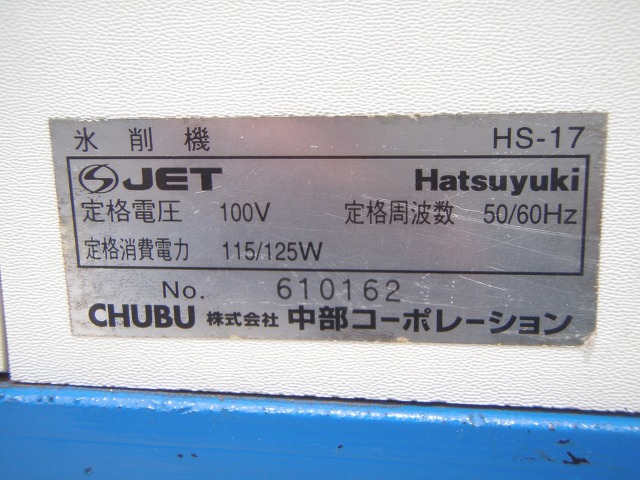 氷削機 HS-17
JET Hatsuyuki
定格電圧 100V 定格周波数 50/60Hz
定格消費電力 115/125W
No. 610162
CHUBU 株式会社 中部コーポレーション